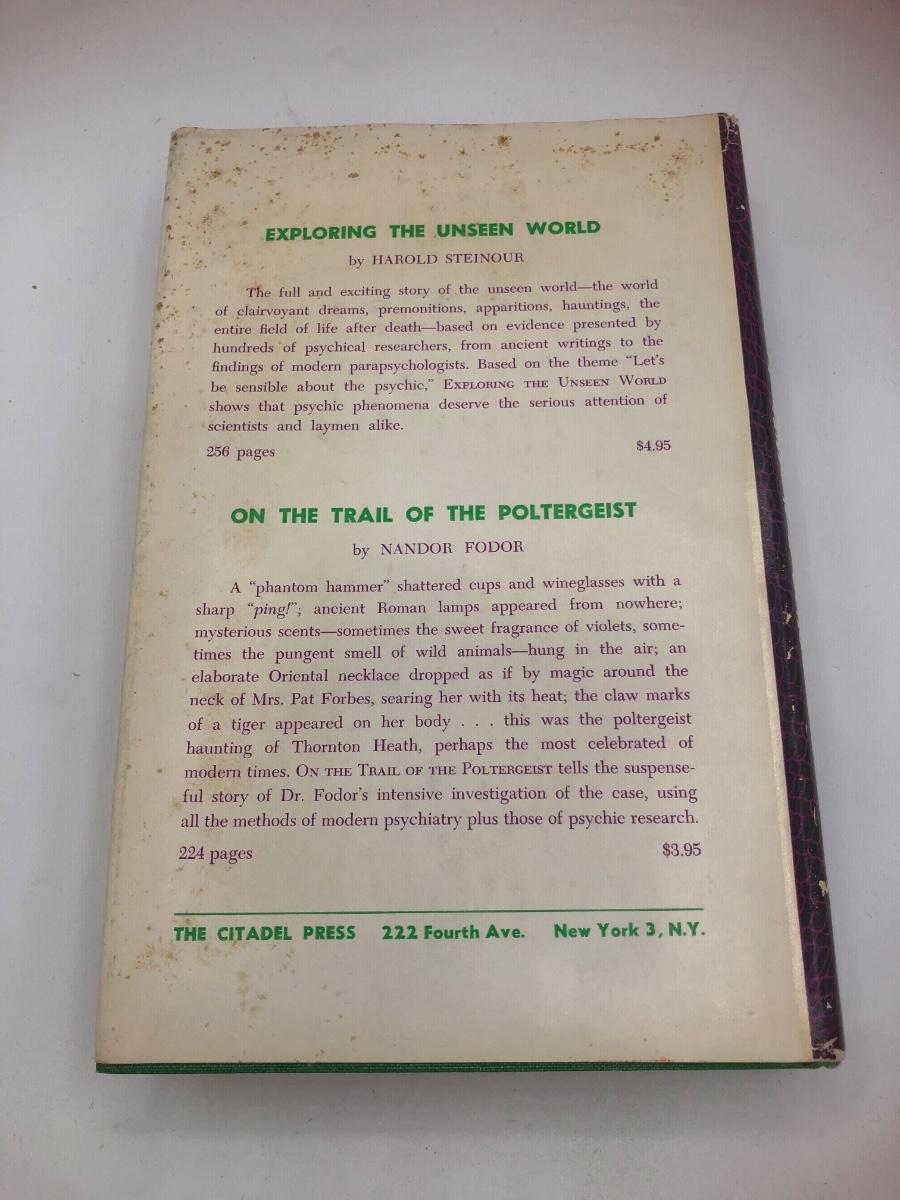 EXPLORING THE UNSEEN WORLD
by HAROLD STEINOUR
The full and exciting story of the unseen world—the world
of clairvoyant dreams, premonitions, apparitions, hauntings, the
entire field of life after death—based on evidence presented by
hundreds of psychical researchers, from ancient writings to the
findings of modern parapsychologists. Based on the theme “Let’s
be sensible about the psychic,” EXPLORING THE UNSEEN WORLD
shows that psychic phenomena deserve the serious attention of
scientists and laymen alike.
256 pages $4.95
ON THE TRAIL OF THE POLTERGEIST
by NANDOR FODOR
A “phantom hammer” shattered cups and wineglasses with a
sharp “ping!”; ancient Roman lamps appeared from nowhere;
mysterious scents—sometimes the sweet fragrance of violets, some-
times the pungent smell of wild animals—hung in the air; an
elaborate Oriental necklace dropped as if by magic around the
neck of Mrs. Pat Forbes, searing her with its heat; the claw marks
of a tiger appeared on her body . . . this was the poltergeist
haunting of Thornton Heath, perhaps the most celebrated of
modern times. ON THE TRAIL OF THE POLTERGEIST tells the suspense-
ful story of Dr. Fodor’s intensive investigation of the case, using
all the methods of modern psychiatry plus those of psychic research.
224 pages $3.95
THE CITADEL PRESS 222 Fourth Ave. New York 3, N.Y.